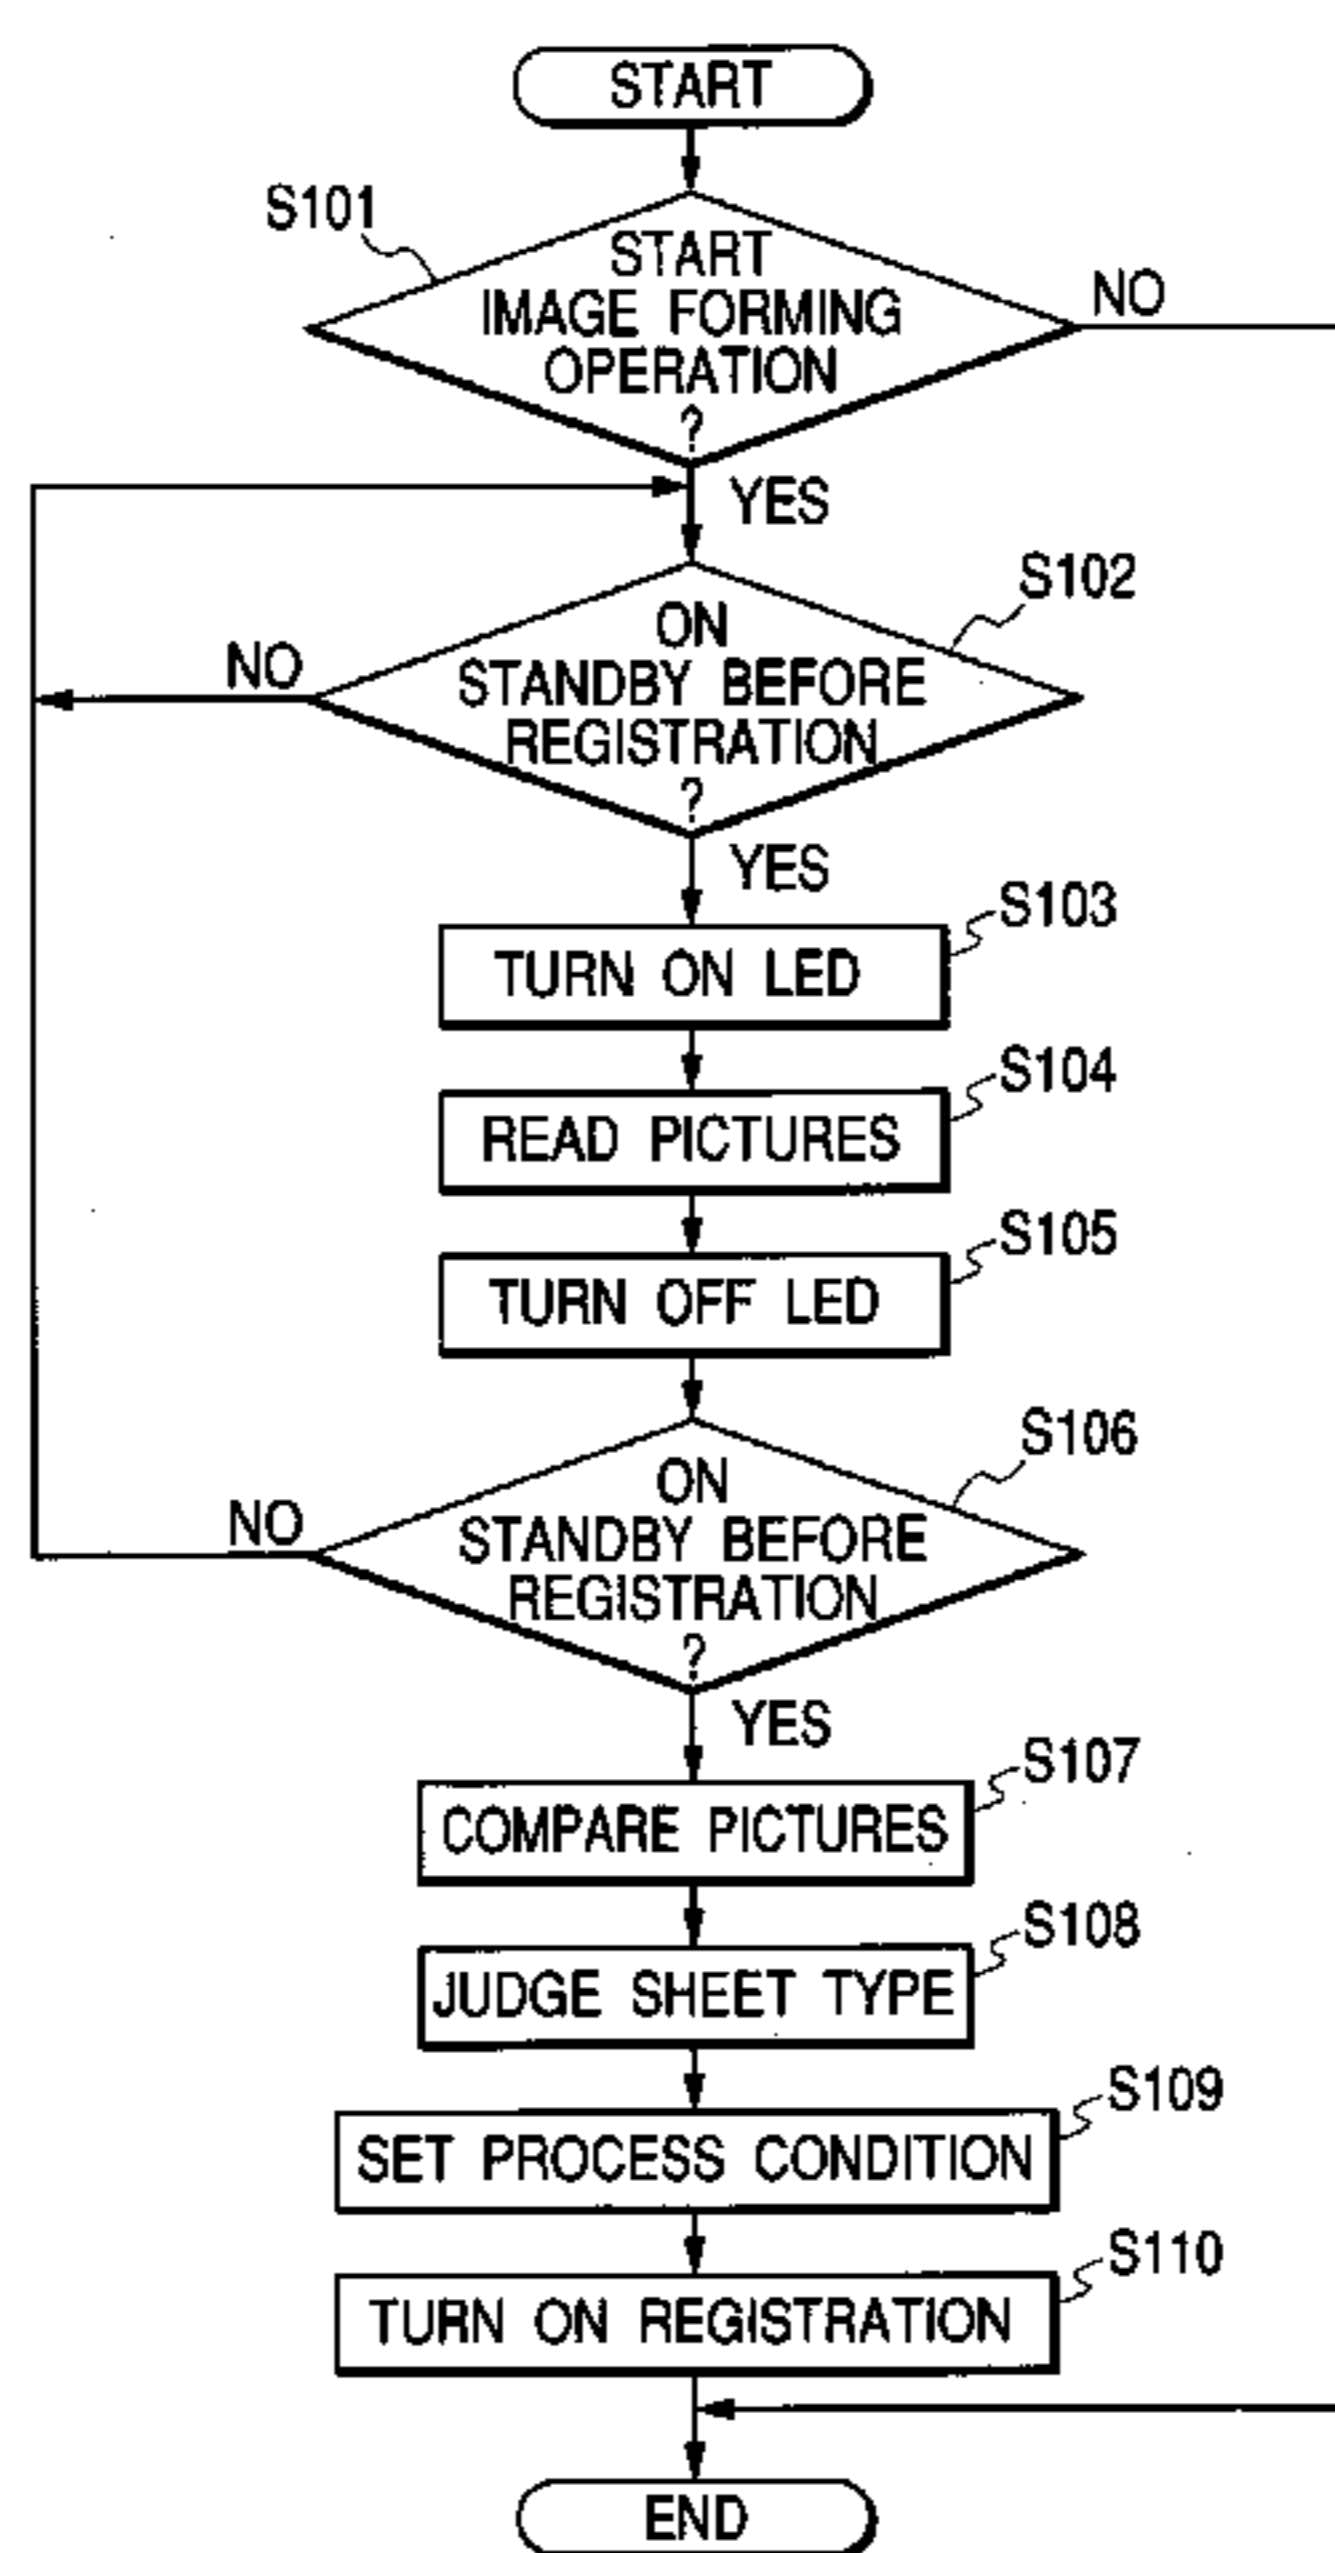 START
S101
START
IMAGE FORMING
OPERATION
?
NO
YES
S102
ON
STANDBY BEFORE
REGISTRATION
?
NO
YES
S103
TURN ON LED
S104
READ PICTURES
S105
TURN OFF LED
S106
ON
STANDBY BEFORE
REGISTRATION
?
NO
YES
S107
COMPARE PICTURES
S108
JUDGE SHEET TYPE
S109
SET PROCESS CONDITION
S110
TURN ON REGISTRATION
END